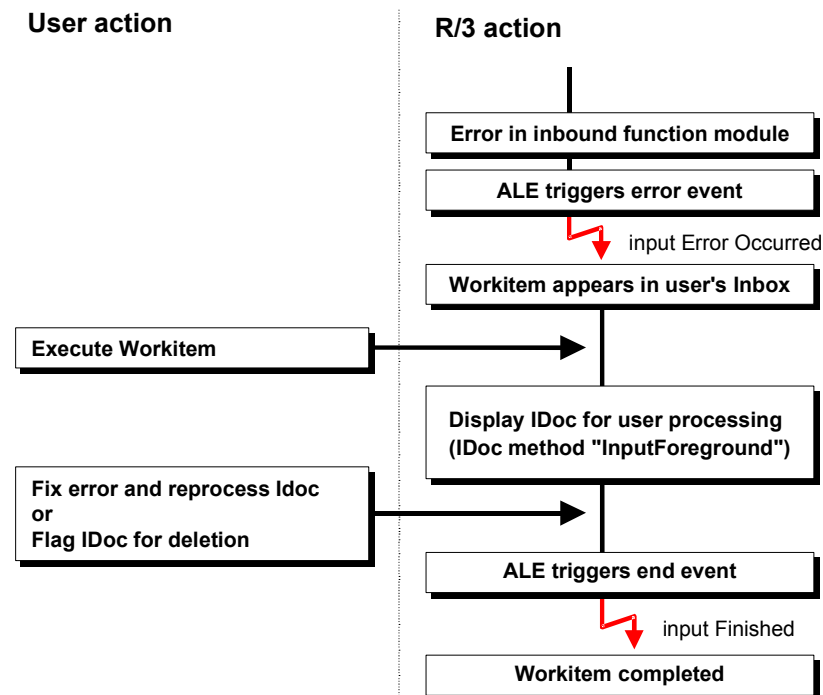 User action
R/3 action
Error in inbound function module
ALE triggers error event
input Error Occurred
Workitem appears in user's Inbox
Execute Workitem
Display IDoc for user processing
(IDoc method "InputForeground")
Fix error and reprocess Idoc
or
Flag IDoc for deletion
ALE triggers end event
input Finished
Workitem completed